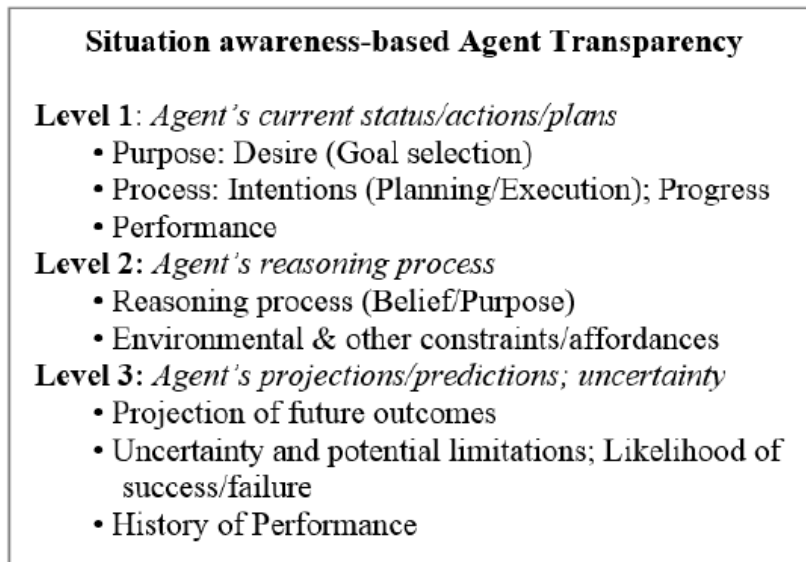 Situation awareness-based Agent Transparency
Level 1: Agent's current status/actions/plans
• Purpose: Desire (Goal selection)
• Process: Intentions (Planning/Execution); Progress
• Performance
Level 2: Agent's reasoning process
• Reasoning process (Belief/Purpose)
• Environmental & other constraints/affordances
Level 3: Agent's projections/predictions; uncertainty
• Projection of future outcomes
• Uncertainty and potential limitations; Likelihood of
success/failure
• History of Performance